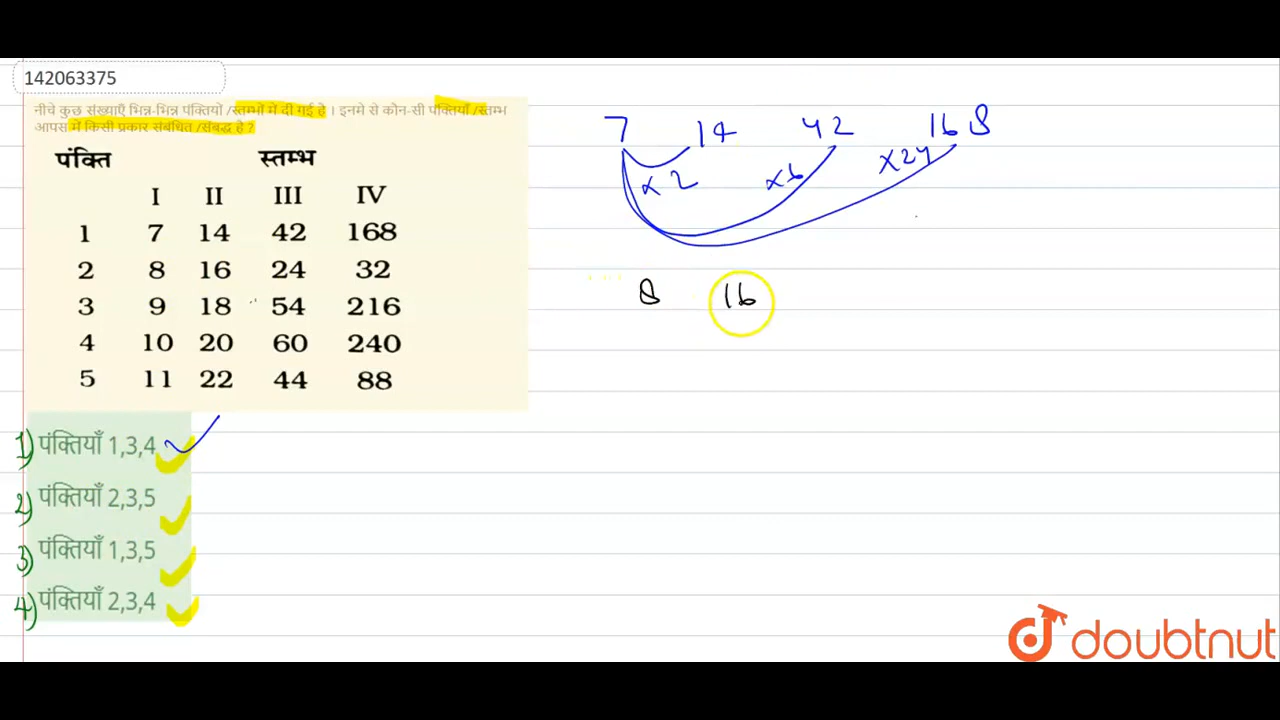 142063375
नीचे कुछ संख्याएँ भिन्न-भिन्न पंक्तियों /स्तम्भों में दी गई हे । इनमे से कोन-सी पंक्तियाँ /स्तम्भ
आपस में किसी प्रकार संबंधित /संबद्ध है ?
पंक्ति स्तम्भ
I II III IV
1 7 14 42 168
2 8 16 24 32
3 9 18 54 216
4 10 20 60 240
5 11 22 44 88
1) पंक्तियाँ 1,3,4
2) पंक्तियाँ 2,3,5
3) पंक्तियाँ 1,3,5
4) पंक्तियाँ 2,3,4
7 14 42 168
×2 ×6 ×24
8 16
doubtnut